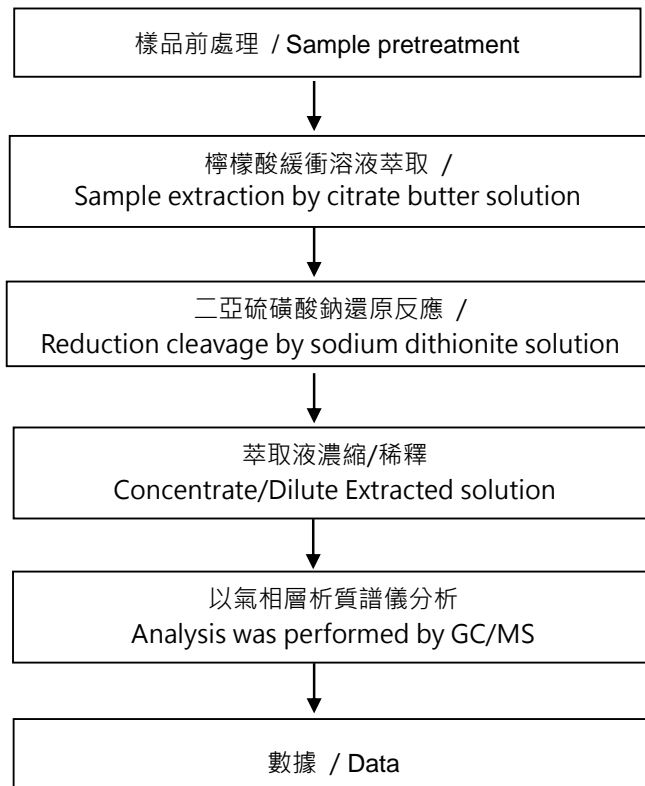 樣品前處理 / Sample pretreatment
檸檬酸緩衝溶液萃取 /
Sample extraction by citrate butter solution
二亞硫磺酸鈉還原反應 /
Reduction cleavage by sodium dithionite solution
萃取液濃縮/稀釋
Concentrate/Dilute Extracted solution
以氣相層析質譜儀分析
Analysis was performed by GC/MS
數據 / Data